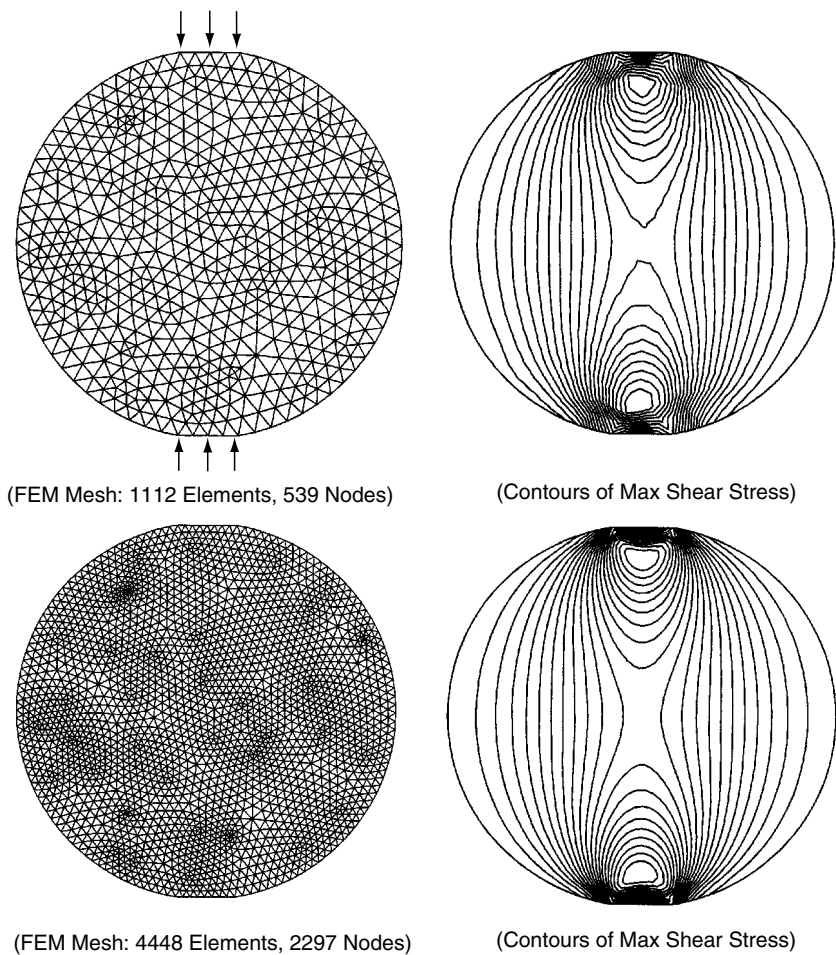 (FEM Mesh: 1112 Elements, 539 Nodes)
(Contours of Max Shear Stress)
(FEM Mesh: 4448 Elements, 2297 Nodes)
(Contours of Max Shear Stress)